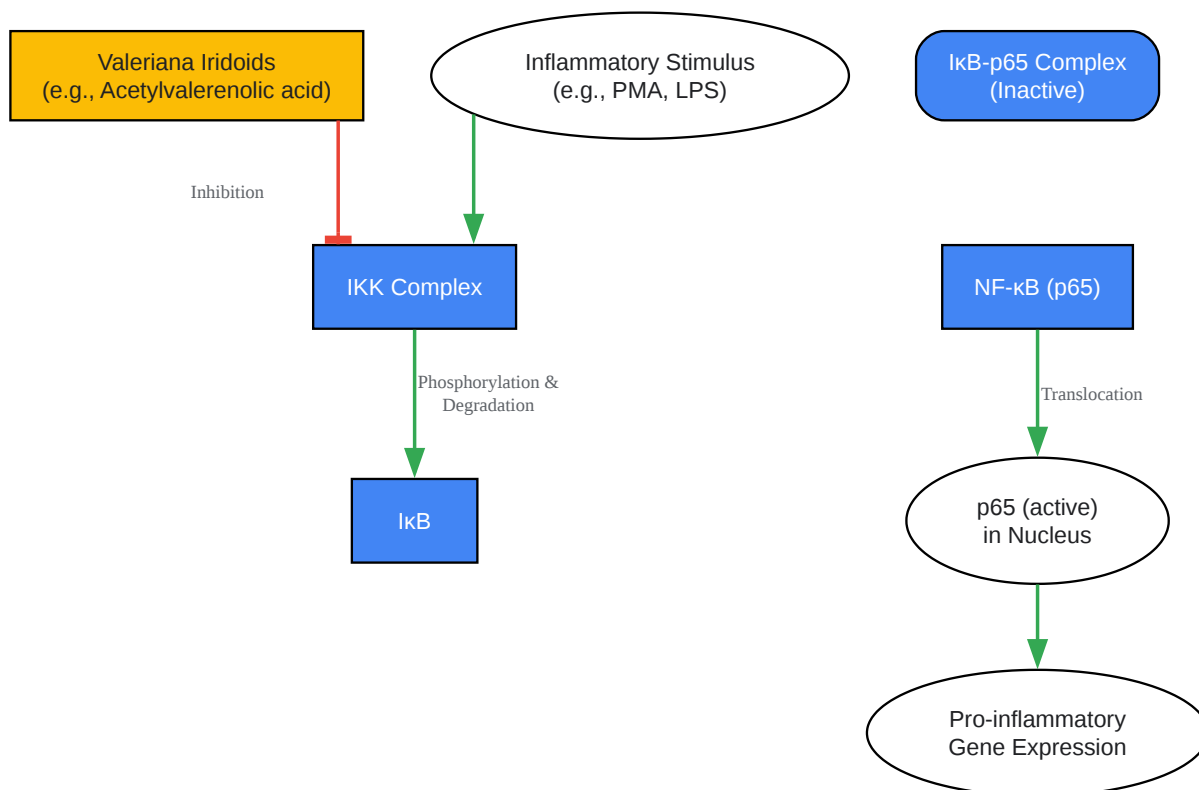 Valeriana Iridoids
(e.g., Acetylvalerenolic acid)
Inflammatory Stimulus
(e.g., PMA, LPS)
IκB-p65 Complex
(Inactive)
Inhibition
IKK Complex
NF-κB (p65)
Phosphorylation &
Degradation
Translocation
IκB
p65 (active)
in Nucleus
Pro-inflammatory
Gene Expression